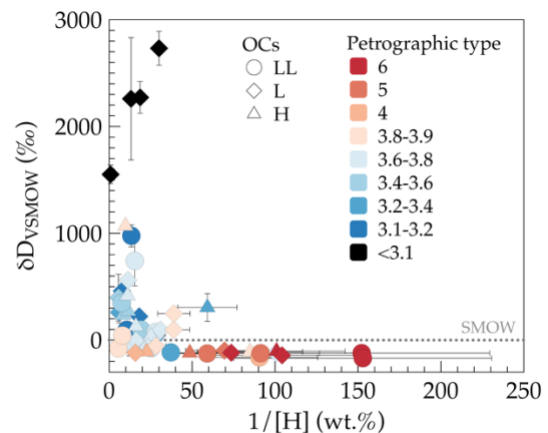 3000
2000
1000
0
δD_VSMOW (‰)
OCs
LL
L
H
Petrographic type
6
5
4
3.8-3.9
3.6-3.8
3.4-3.6
3.2-3.4
3.1-3.2
<3.1
SMOW
0 50 100 150 200 250
1/[H] (wt.%)